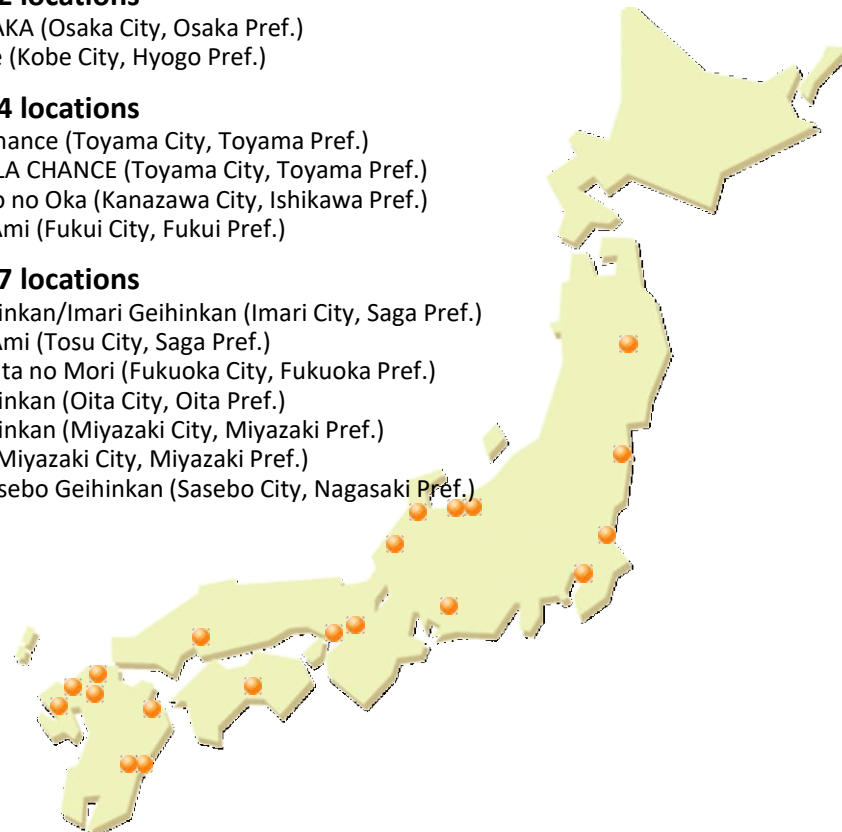 2 locations
AKA (Osaka City, Osaka Pref.)
e (Kobe City, Hyogo Pref.)
4 locations
hance (Toyama City, Toyama Pref.)
LA CHANCE (Toyama City, Toyama Pref.)
o no Oka (Kanazawa City, Ishikawa Pref.)
Ami (Fukui City, Fukui Pref.)
7 locations
inkan/Imari Geihinkan (Imari City, Saga Pref.)
Ami (Tosu City, Saga Pref.)
ta no Mori (Fukuoka City, Fukuoka Pref.)
inkan (Oita City, Oita Pref.)
inkan (Miyazaki City, Miyazaki Pref.)
Miyazaki City, Miyazaki Pref.)
sebo Geihinkan (Sasebo City, Nagasaki Pref.)